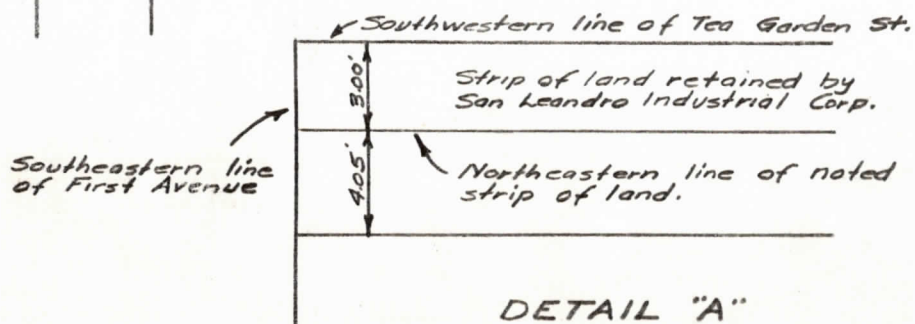 Southwestern line of Tea Garden St.
3.00'
Strip of land retained by
San Leandro Industrial Corp.
Southeastern line
of First Avenue
4.05'
Northeastern line of noted
strip of land.
DETAIL "A"